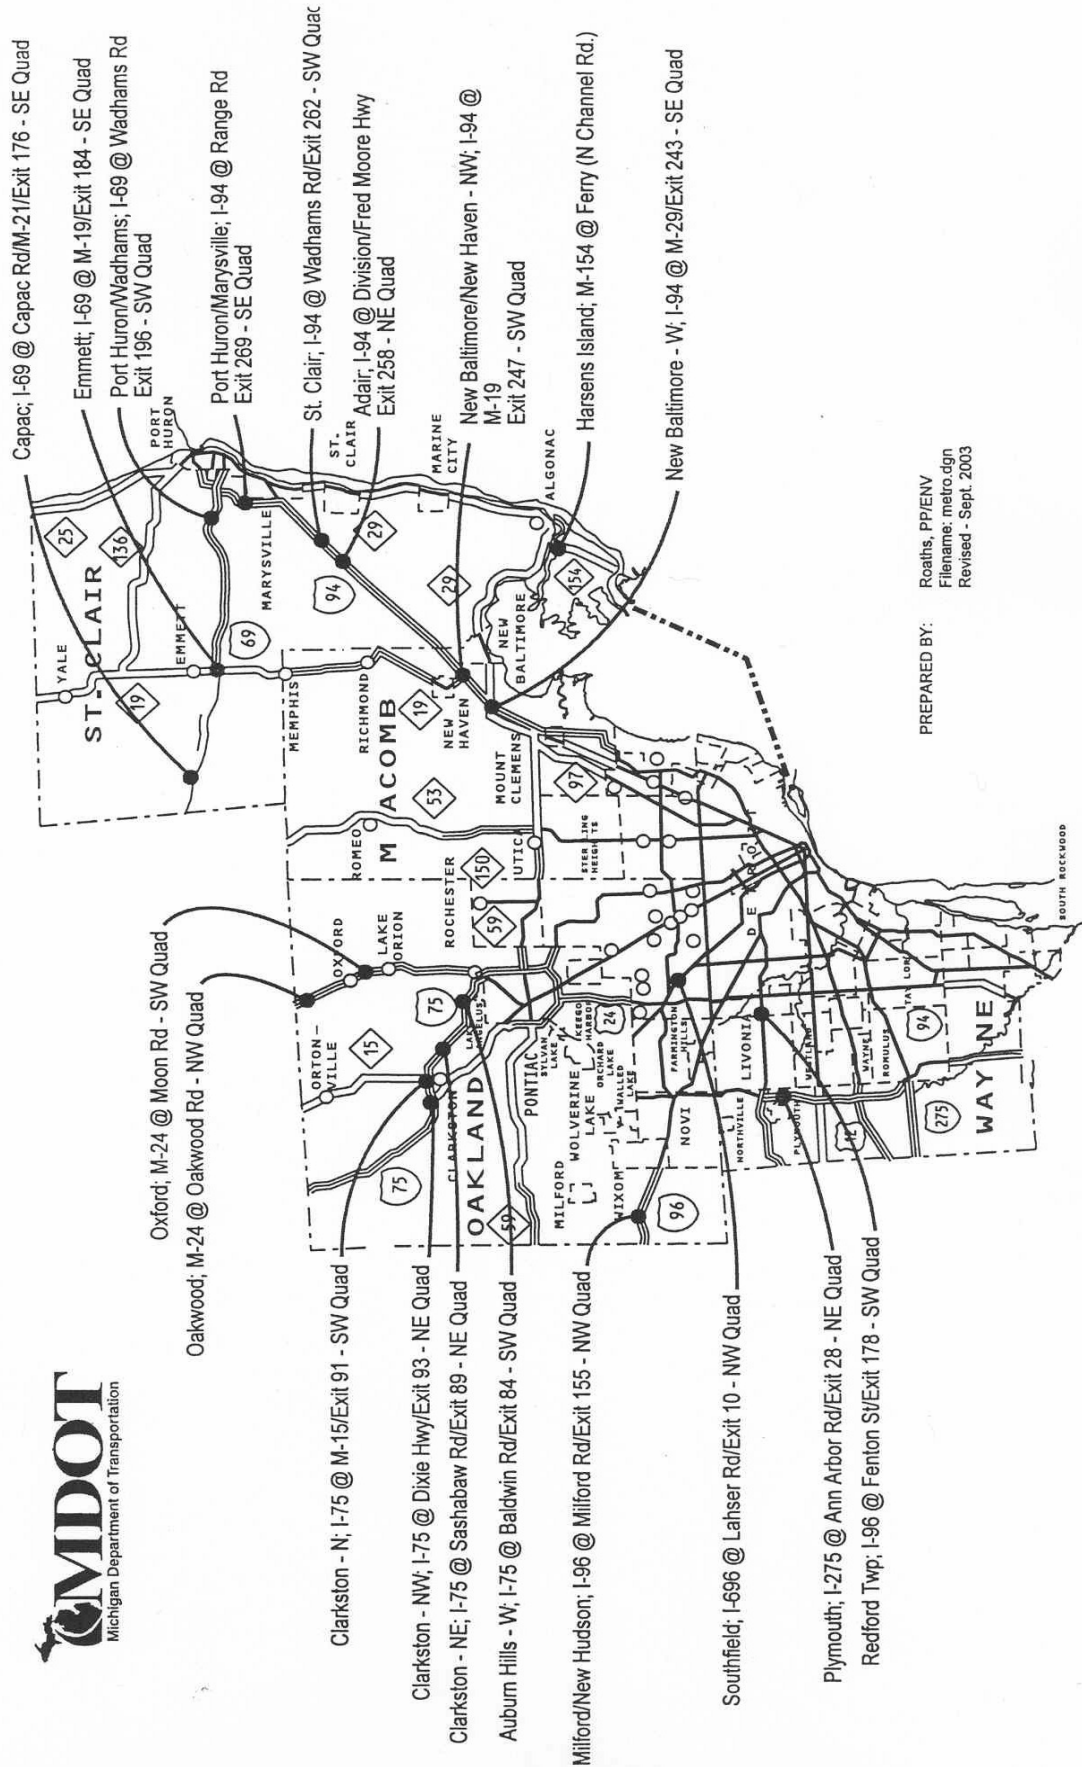 MDOT
Michigan Department of Transportation
Oxford; M-24 @ Moon Rd - SW Quad
Oakwood; M-24 @ Oakwood Rd - NW Quad
Clarkston - N; I-75 @ M-15/Exit 91 - SW Quad
Clarkston - NW; I-75 @ Dixie Hwy/Exit 93 - NE Quad
Clarkston - NE; I-75 @ Sashabaw Rd/Exit 89 - NE Quad
Auburn Hills - W; I-75 @ Baldwin Rd/Exit 84 - SW Quad
Milford/New Hudson; I-96 @ Milford Rd/Exit 155 - NW Quad
Southfield; I-696 @ Lahser Rd/Exit 10 - NW Quad
Plymouth; I-275 @ Ann Arbor Rd/Exit 28 - NE Quad
Redford Twp; I-96 @ Fenton St/Exit 178 - SW Quad
Capac; I-69 @ Capac Rd/M-21/Exit 176 - SE Quad
Emmett; I-69 @ M-19/Exit 184 - SE Quad
Port Huron/Wadhams; I-69 @ Wadhams Rd
Exit 196 - SW Quad
Port Huron/Marysville; I-94 @ Range Rd
Exit 269 - SE Quad
St. Clair; I-94 @ Wadhams Rd/Exit 262 - SW Quad
Adair; I-94 @ Division/Fred Moore Hwy
Exit 258 - NE Quad
New Baltimore/New Haven - NW; I-94 @
M-19
Exit 247 - SW Quad
Harsens Island; M-154 @ Ferry (N Channel Rd.)
New Baltimore - W; I-94 @ M-29/Exit 243 - SE Quad
ST. CLAIR
YALE
25
136
19
EMMETT
69
PORT
HURON
MARYSVILLE
94
ST.
CLAIR
29
MARINE
CITY
29
ALGONAC
154
MACOMB
MEMPHIS
RICHMOND
19
NEW
HAVEN
NEW
BALTIMORE
53
ROMEO
MOUNT
CLEMENS
97
UTICA
STERLING
HEIGHTS
150
59
ROCHESTER
OAKLAND
OXFORD
LAKE
ORION
ORTON-
VILLE
15
75
LAKE
ANGELUS
75
CLARKSTON
59
PONTIAC
SYLVAN
LAKE
KEEGO
HARBOR
ORCHARD
LAKE
24
WOLVERINE
LAKE
WALLED
LAKE
MILFORD
WIXOM
96
NOVI
FARMINGTON
HILLS
WAYNE
DETROIT
LIVONIA
NORTHVILLE
PLYMOUTH
WESTLAND
WAYNE
ROMULUS
12
94
275
SOUTH ROCKWOOD
PREPARED BY:
Roaths, PP/ENV
Filename: metro.dgn
Revised - Sept. 2003